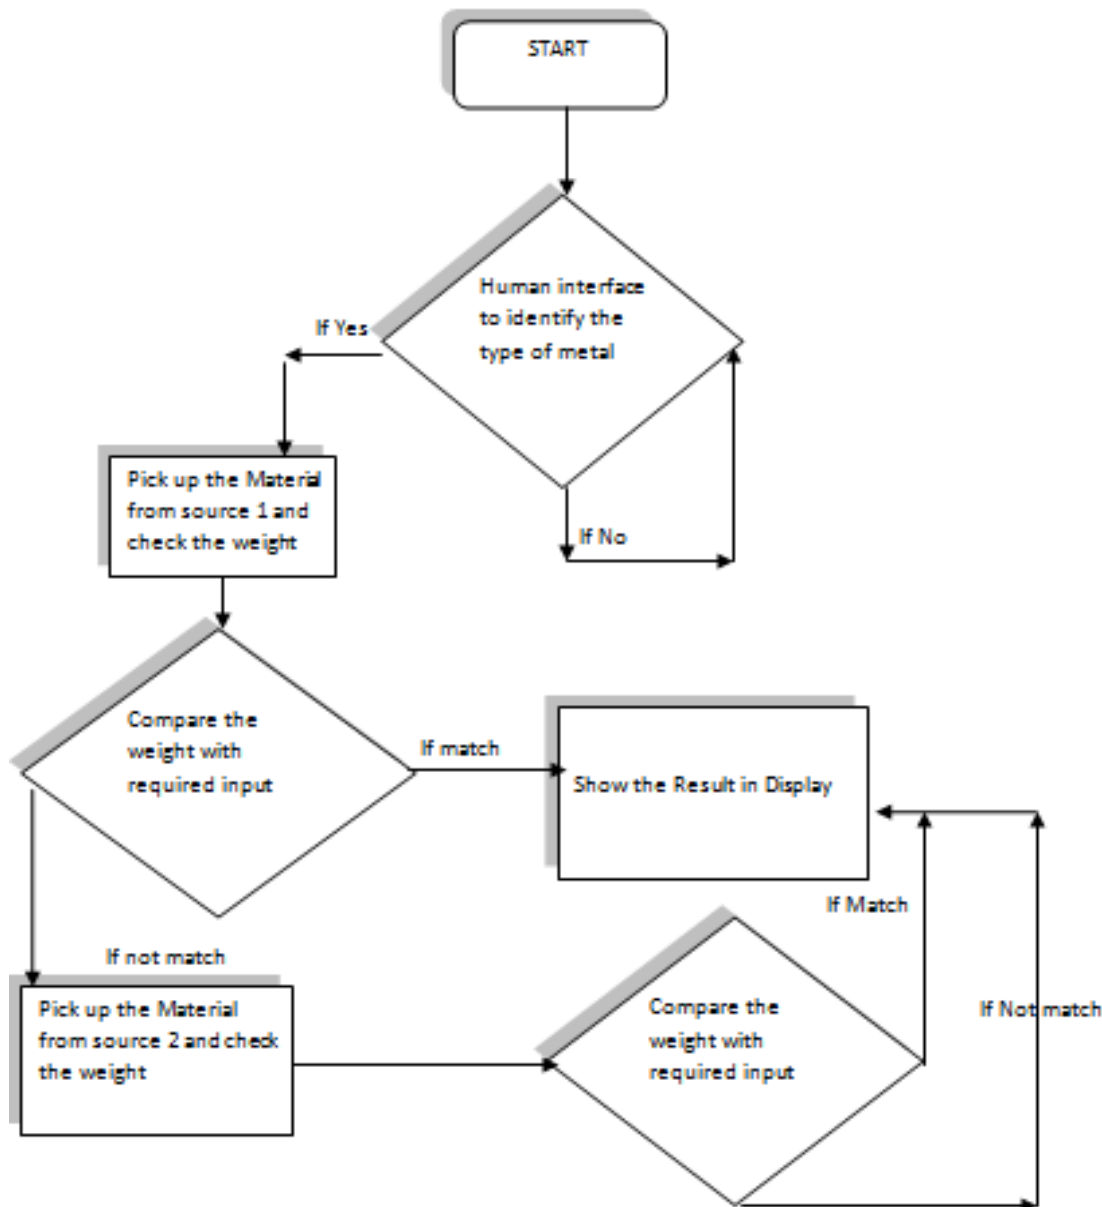 START
Human interface
to identify the
type of metal
If Yes
If No
Pick up the Material
from source 1 and
check the weight
Compare the
weight with
required input
If match
Show the Result in Display
If not match
Pick up the Material
from source 2 and check
the weight
Compare the
weight with
required input
If Match
If Not match